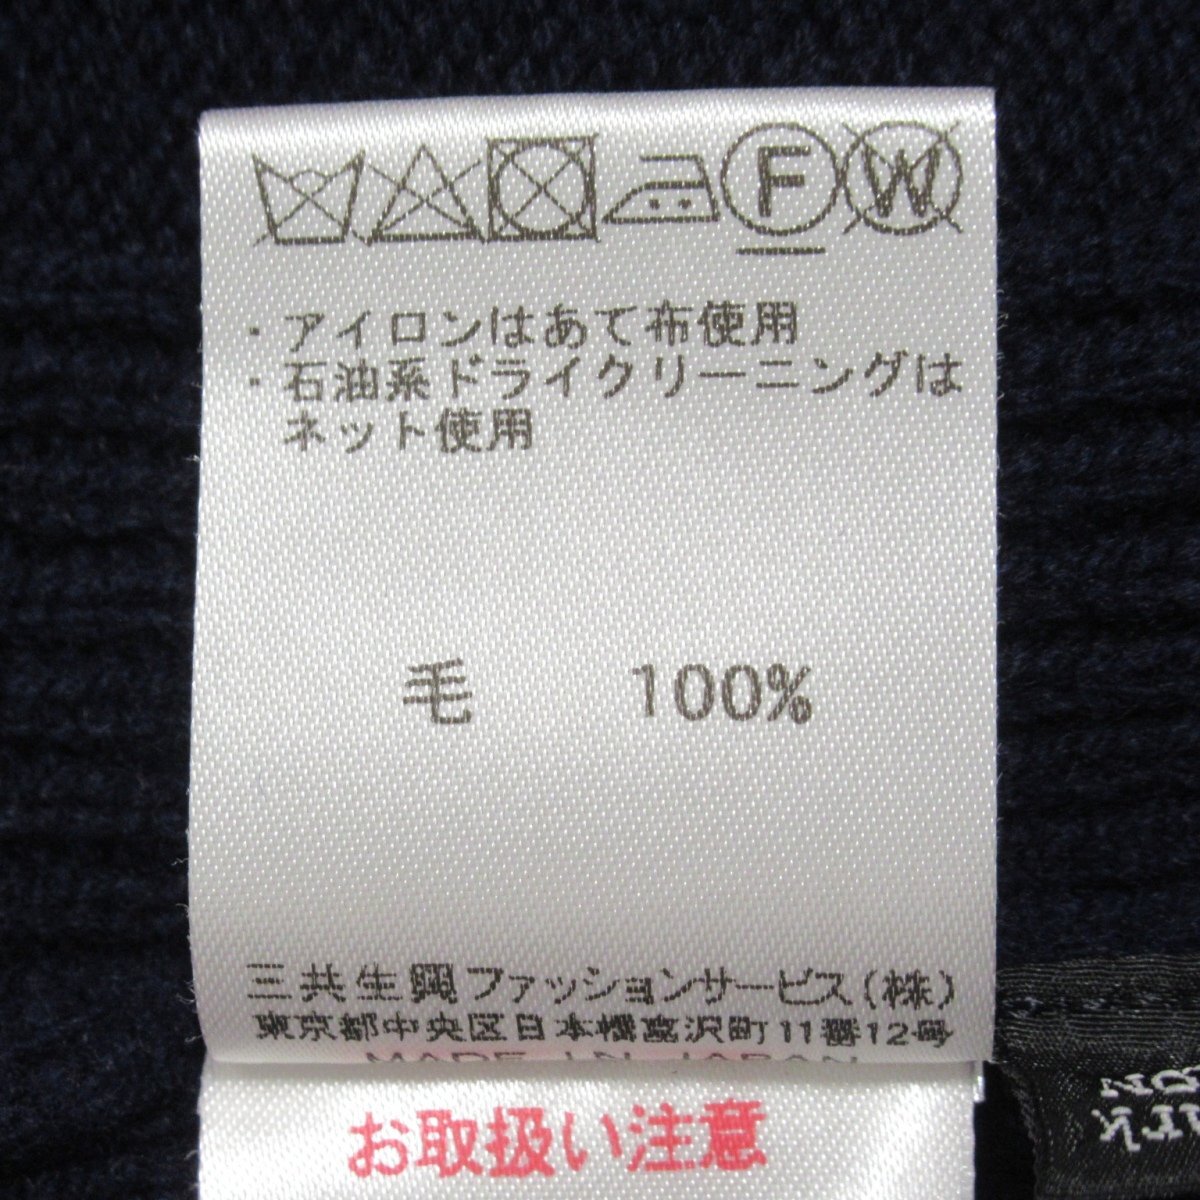 F W
・アイロンはあて布使用
・石油系ドライクリーニングは
ネット使用
毛 100%
三共生興ファッションサービス(株)
東京都中央区日本橋蛎殻町11番12号
MADE IN JAPAN
お取扱い注意